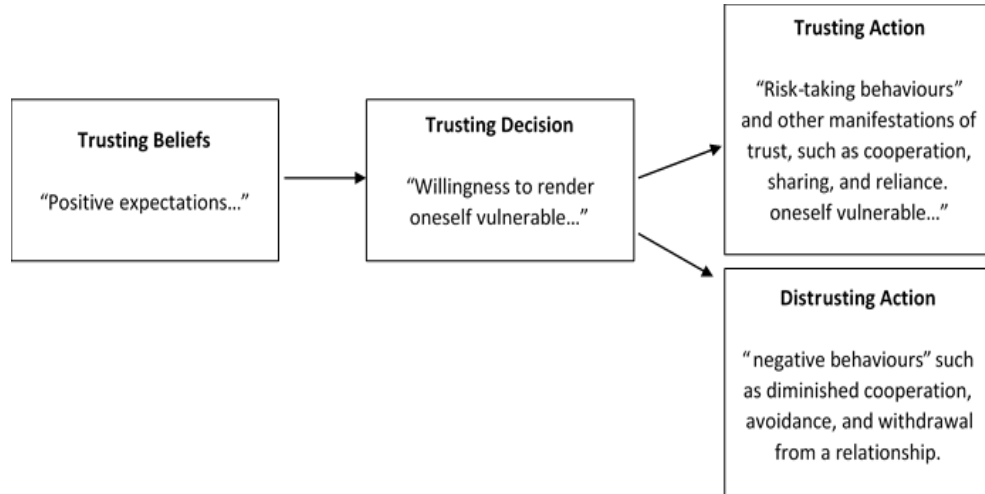 Trusting Beliefs
“Positive expectations...”
Trusting Decision
“Willingness to render
oneself vulnerable...”
Trusting Action
“Risk-taking behaviours”
and other manifestations of
trust, such as cooperation,
sharing, and reliance.
oneself vulnerable...”
Distrusting Action
“negative behaviours” such
as diminished cooperation,
avoidance, and withdrawal
from a relationship.